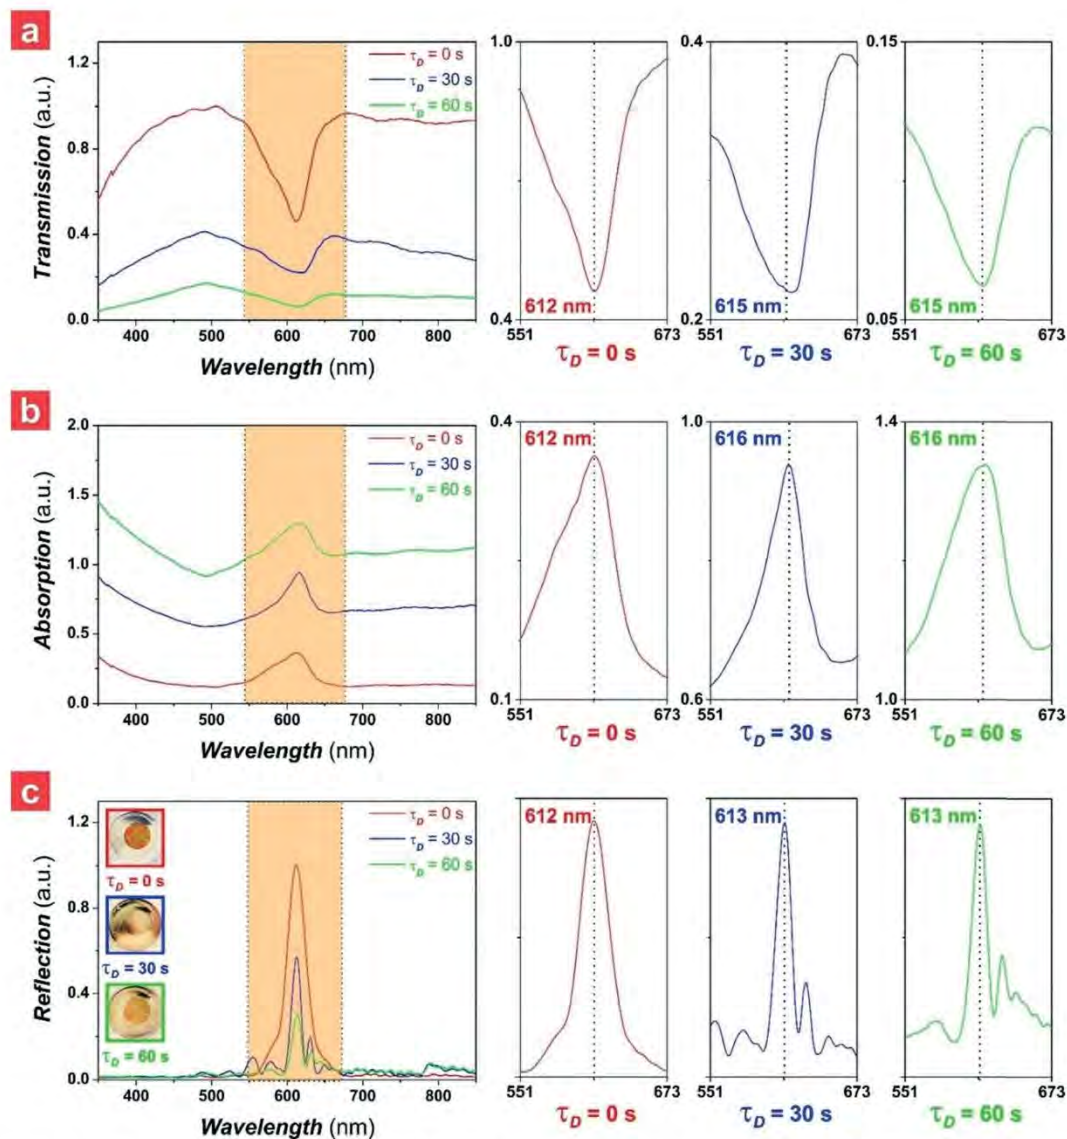 a
Transmission (a.u.)
1.2
0.8
0.4
0.0
τD = 0 s
τD = 30 s
τD = 60 s
400 500 600 700 800
Wavelength (nm)
1.0
0.4
612 nm
551 673
τD = 0 s
0.4
0.2
615 nm
551 673
τD = 30 s
0.15
0.05
615 nm
551 673
τD = 60 s
b
Absorption (a.u.)
2.0
1.5
1.0
0.5
0.0
τD = 0 s
τD = 30 s
τD = 60 s
400 500 600 700 800
Wavelength (nm)
0.4
0.1
612 nm
551 673
τD = 0 s
1.0
0.6
616 nm
551 673
τD = 30 s
1.4
1.0
616 nm
551 673
τD = 60 s
c
Reflection (a.u.)
1.2
0.8
0.4
0.0
τD = 0 s
τD = 30 s
τD = 60 s
τD = 0 s
τD = 30 s
τD = 60 s
400 500 600 700 800
Wavelength (nm)
612 nm
551 673
τD = 0 s
613 nm
551 673
τD = 30 s
613 nm
551 673
τD = 60 s